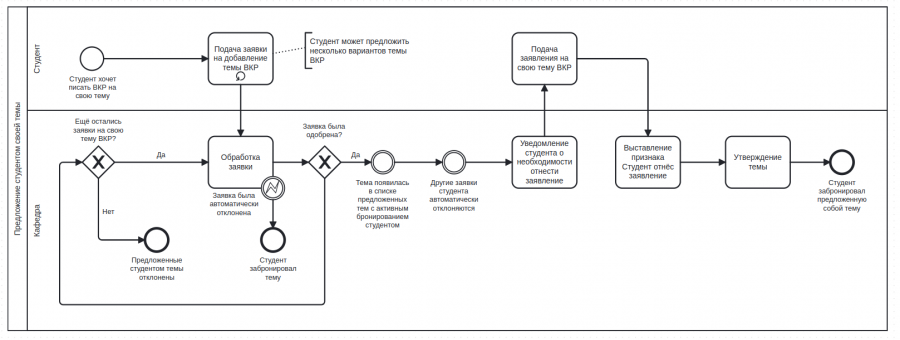 Предложение студентом своей темы
Студент
Студент хочет
писать ВКР на
свою тему
Подача заявки
на добавление
темы ВКР
Студент может предложить
несколько вариантов темы
ВКР
Подача
заявления на
свою тему ВКР
Кафедра
Ещё остались
заявки на свою
тему ВКР?
Да
Нет
Предложенные
студентом темы
отклонены
Обработка
заявки
Заявка была
автоматически
отклонена
Студент
забронировал
тему
Заявка была
одобрена?
Да
Тема появилась
в списке
предложенных
тем с активным
бронированием
студентом
Другие заявки
студента
автоматически
отклоняются
Уведомление
студента о
необходимости
отнести
заявление
Выставление
признака
Студент отнёс
заявление
Утверждение
темы
Студент
забронировал
предложенную
собой тему